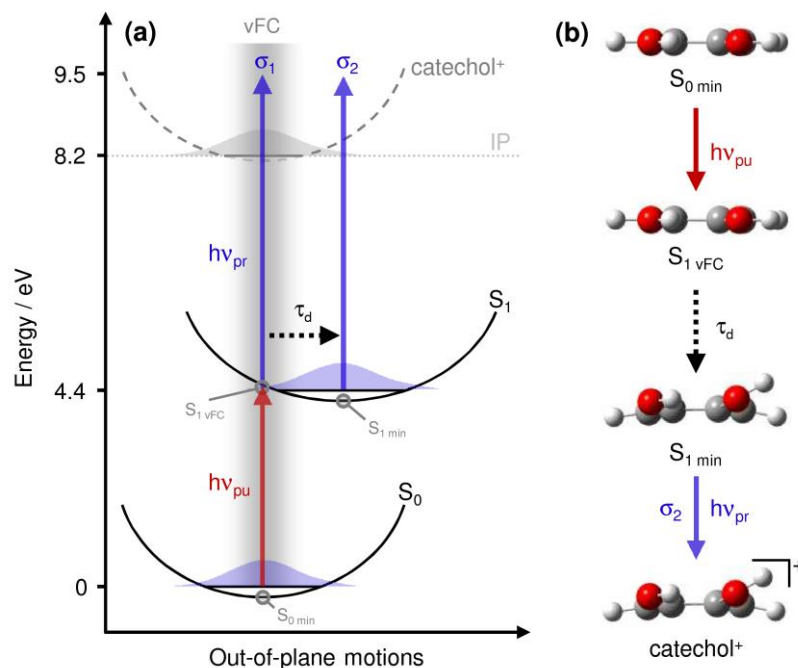 (a)
vFC
σ1
σ2
catechol+
9.5
IP
8.2
hνpr
Energy / eV
τd
S1
4.4
S1 vFC
S1 min
hνpu
S0
0
S0 min
Out-of-plane motions
(b)
S0 min
hνpu
S1 vFC
τd
S1 min
σ2 hνpr
+
catechol+